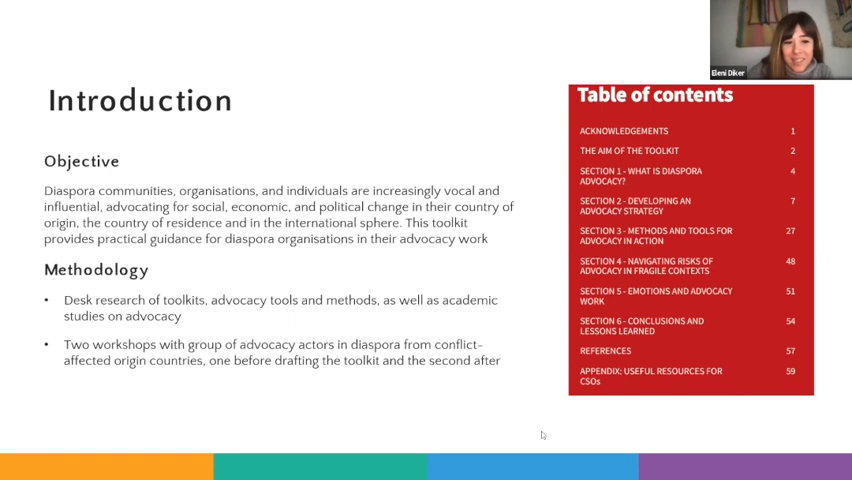 Eleni Diker
Introduction
Objective
Diaspora communities, organisations, and individuals are increasingly vocal and
influential, advocating for social, economic, and political change in their country of
origin, the country of residence and in the international sphere. This toolkit
provides practical guidance for diaspora organisations in their advocacy work
Methodology
• Desk research of toolkits, advocacy tools and methods, as well as academic
studies on advocacy
• Two workshops with group of advocacy actors in diaspora from conflict-
affected origin countries, one before drafting the toolkit and the second after
Table of contents
ACKNOWLEDGEMENTS 1
THE AIM OF THE TOOLKIT 2
SECTION 1 - WHAT IS DIASPORA 4
ADVOCACY?
SECTION 2 - DEVELOPING AN 7
ADVOCACY STRATEGY
SECTION 3 - METHODS AND TOOLS FOR 27
ADVOCACY IN ACTION
SECTION 4 - NAVIGATING RISKS OF 48
ADVOCACY IN FRAGILE CONTEXTS
SECTION 5 - EMOTIONS AND ADVOCACY 51
WORK
SECTION 6 - CONCLUSIONS AND 54
LESSONS LEARNED
REFERENCES 57
APPENDIX: USEFUL RESOURCES FOR 59
CSOs